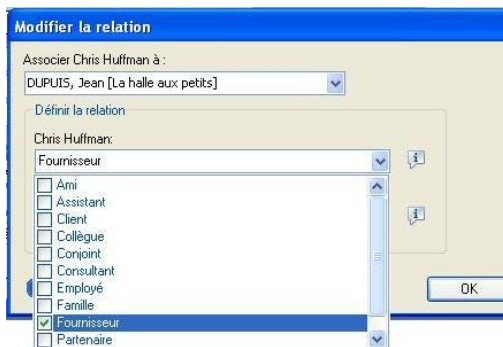 Modifier la relation
Associer Chris Huffman à :
DUPUIS, Jean [La halle aux petits]
Définir la relation
Chris Huffman:
Fournisseur
Ami
Assistant
Client
Collègue
Conjoint
Consultant
Employé
Famille
Fournisseur
Partenaire
OK